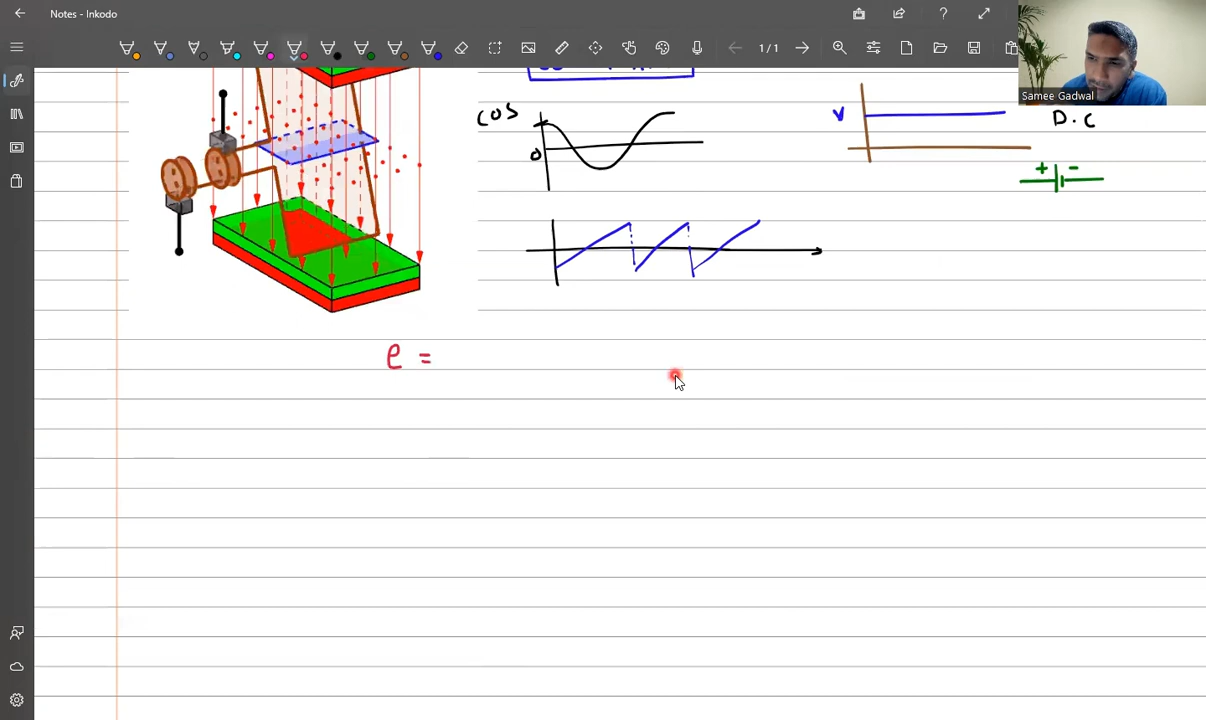 Notes - Inkodo
1 / 1
Samee Gadwal
cos
0
V
D.C
+ -
e =